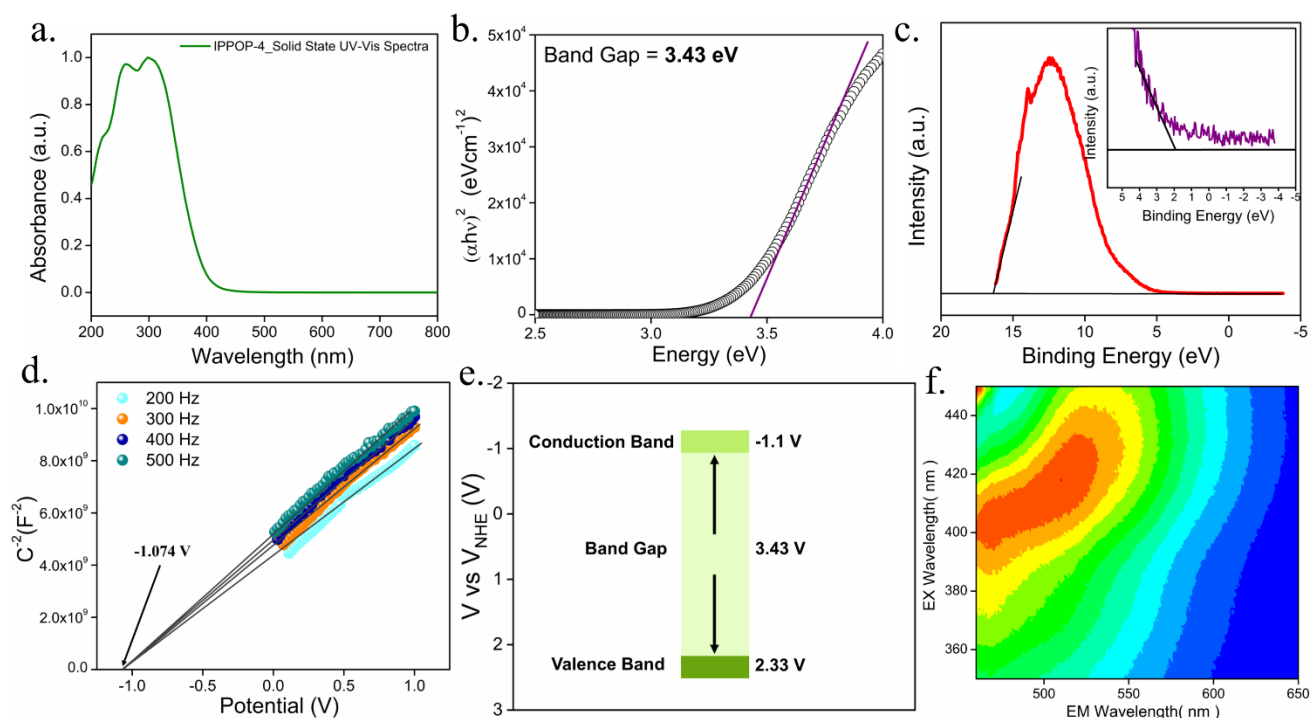 a.
IPPOP-4_Solid State UV-Vis Spectra
Absorbance (a.u.)
1.0
0.8
0.6
0.4
0.2
0.0
200 300 400 500 600 700 800
Wavelength (nm)
b.
Band Gap = 3.43 eV
(αhν)² (eVcm⁻¹)²
5x10⁴
4x10⁴
3x10⁴
2x10⁴
1x10⁴
0
2.5 3.0 3.5 4.0
Energy (eV)
c.
Intensity (a.u.)
20 15 10 5 0 -5
Binding Energy (eV)
Intensity (a.u.)
5 4 3 2 1 0 -1 -2 -3 -4 -5
Binding Energy (eV)
d.
200 Hz
300 Hz
400 Hz
500 Hz
C⁻²(F⁻²)
1.0x10¹⁰
8.0x10⁹
6.0x10⁹
4.0x10⁹
2.0x10⁹
0.0
-1.074 V
-1.0 -0.5 0.0 0.5 1.0
Potential (V)
e.
V vs V_NHE (V)
-2
-1
0
1
2
3
Conduction Band -1.1 V
Band Gap 3.43 V
Valence Band 2.33 V
f.
EX Wavelength( nm )
440
420
400
380
360
500 550 600 650
EM Wavelength( nm )